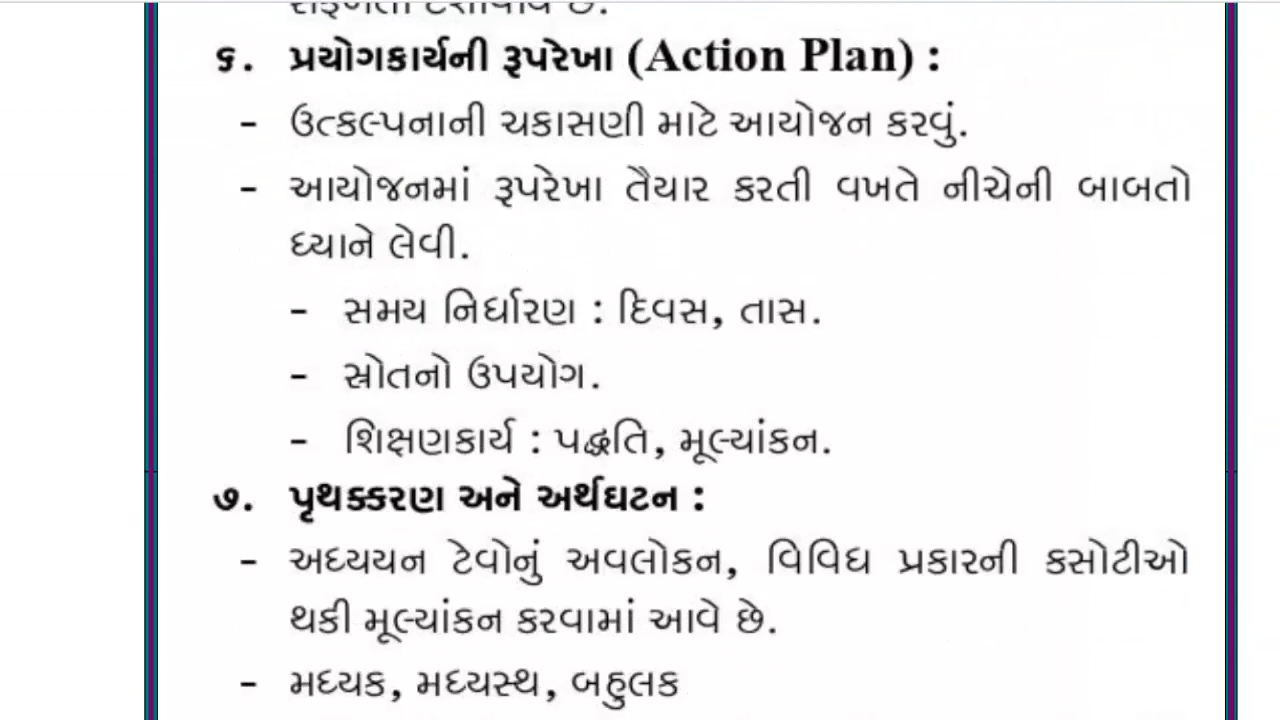 ૬. પ્રયોગકાર્યની રૂપરેખા (Action Plan) :
- ઉત્કલ્પનાની ચકાસણી માટે આયોજન કરવું.
- આયોજનમાં રૂપરેખા તૈયાર કરતી વખતે નીચેની બાબતો
ધ્યાને લેવી.
- સમય નિર્ધારણ : દિવસ, તાસ.
- સ્રોતનો ઉપયોગ.
- શિક્ષણકાર્ય : પદ્ધતિ, મૂલ્યાંકન.
૭. પૃથક્કરણ અને અર્થઘટન :
- અધ્યયન ટેવોનું અવલોકન, વિવિધ પ્રકારની કસોટીઓ
થકી મૂલ્યાંકન કરવામાં આવે છે.
- મધ્યક, મધ્યસ્થ, બહુલક